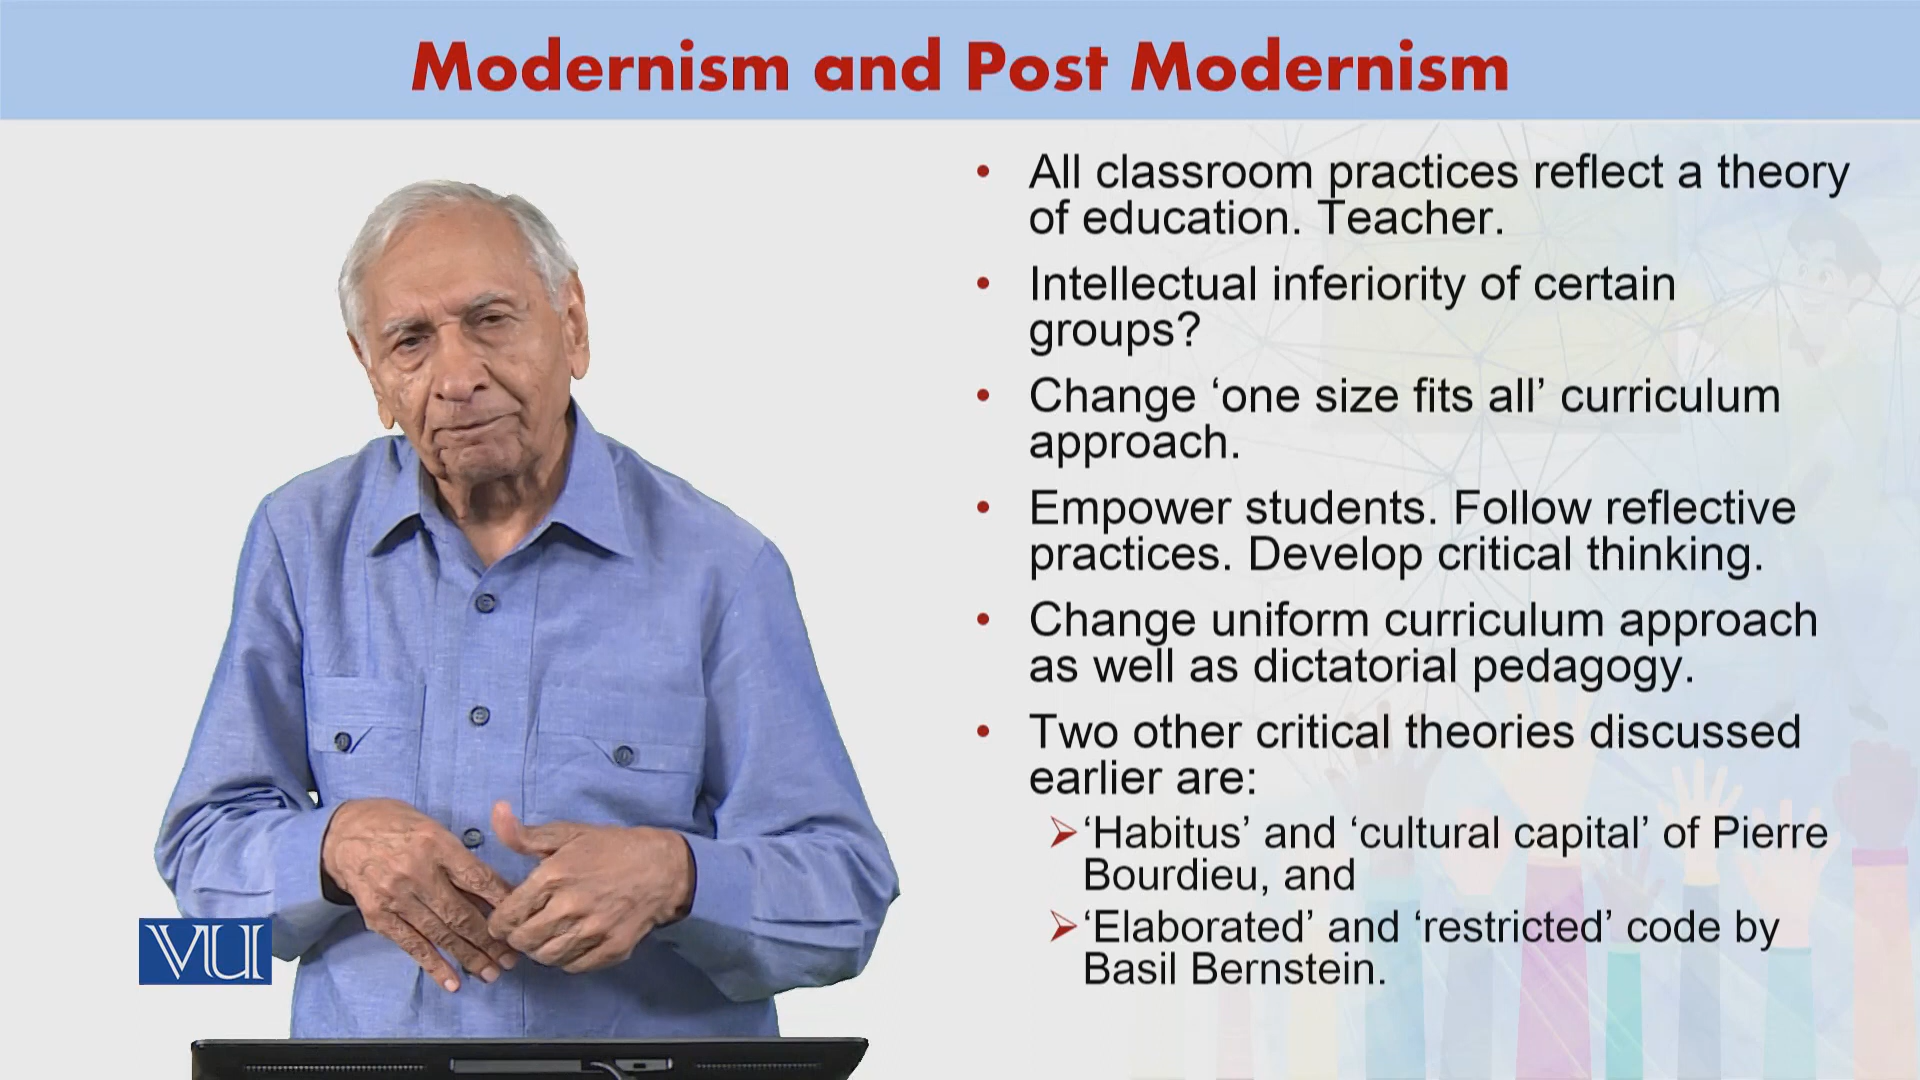 Modernism and Post Modernism
• All classroom practices reflect a theory
of education. Teacher.
• Intellectual inferiority of certain
groups?
• Change ‘one size fits all’ curriculum
approach.
• Empower students. Follow reflective
practices. Develop critical thinking.
• Change uniform curriculum approach
as well as dictatorial pedagogy.
• Two other critical theories discussed
earlier are:
➢ ‘Habitus’ and ‘cultural capital’ of Pierre
Bourdieu, and
➢ ‘Elaborated’ and ‘restricted’ code by
Basil Bernstein.
VU